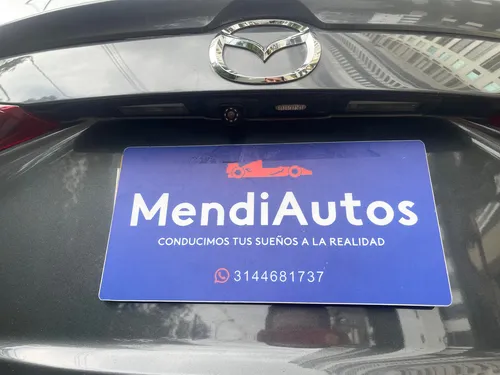 MendiAutos
CONDUCIMOS TUS SUEÑOS A LA REALIDAD
3144681737